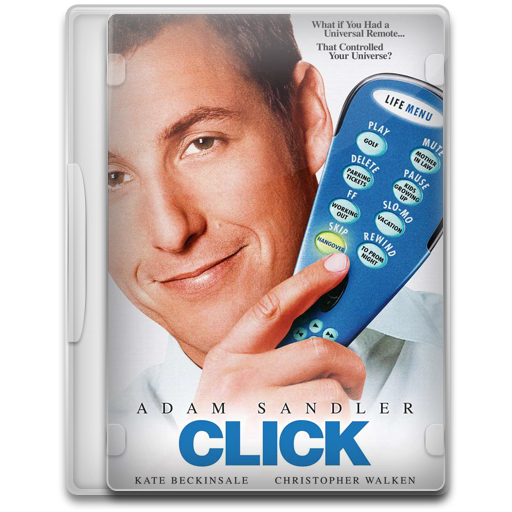 What if You Had a
Universal Remote...
That Controlled
Your Universe?
LIFE MENU
PLAY
GOLF
MUTE
MOTHER
IN LAW
DELETE
PARKING
TICKETS
PAUSE
KIDS
GROWING
UP
FF
WORKING
OUT
SLO-MO
VACATION
SKIP
HANGOVER
REWIND
TO PROM
NIGHT
ADAM SANDLER
CLICK
KATE BECKINSALE CHRISTOPHER WALKEN